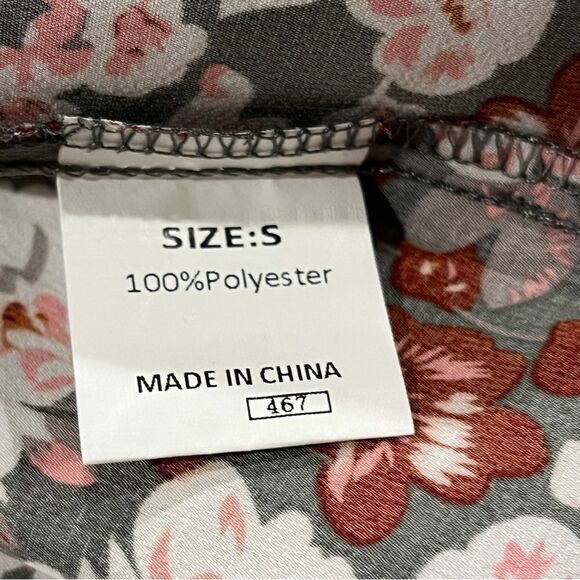 SIZE:S
100%Polyester
MADE IN CHINA
467